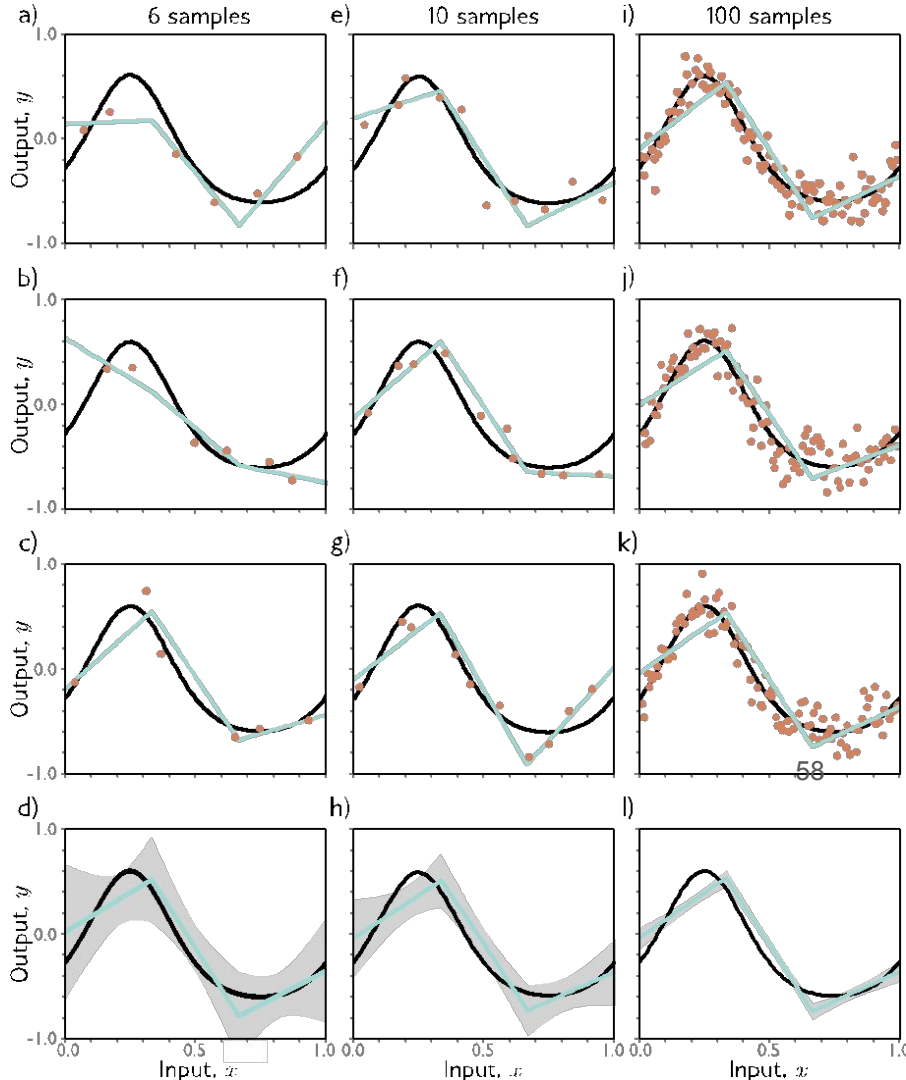 a) 6 samples e) 10 samples i) 100 samples
1.0
Output, y
0.0
-1.0
b) f) j)
1.0
Output, y
0.0
-1.0
c) g) k)
1.0
Output, y
0.0
-1.0
58
d) h) l)
1.0
Output, y
0.0
-1.0
0.0 0.5 1.0 0.0 0.5 1.0 0.0 0.5 1.0
Input, x Input, x Input, x